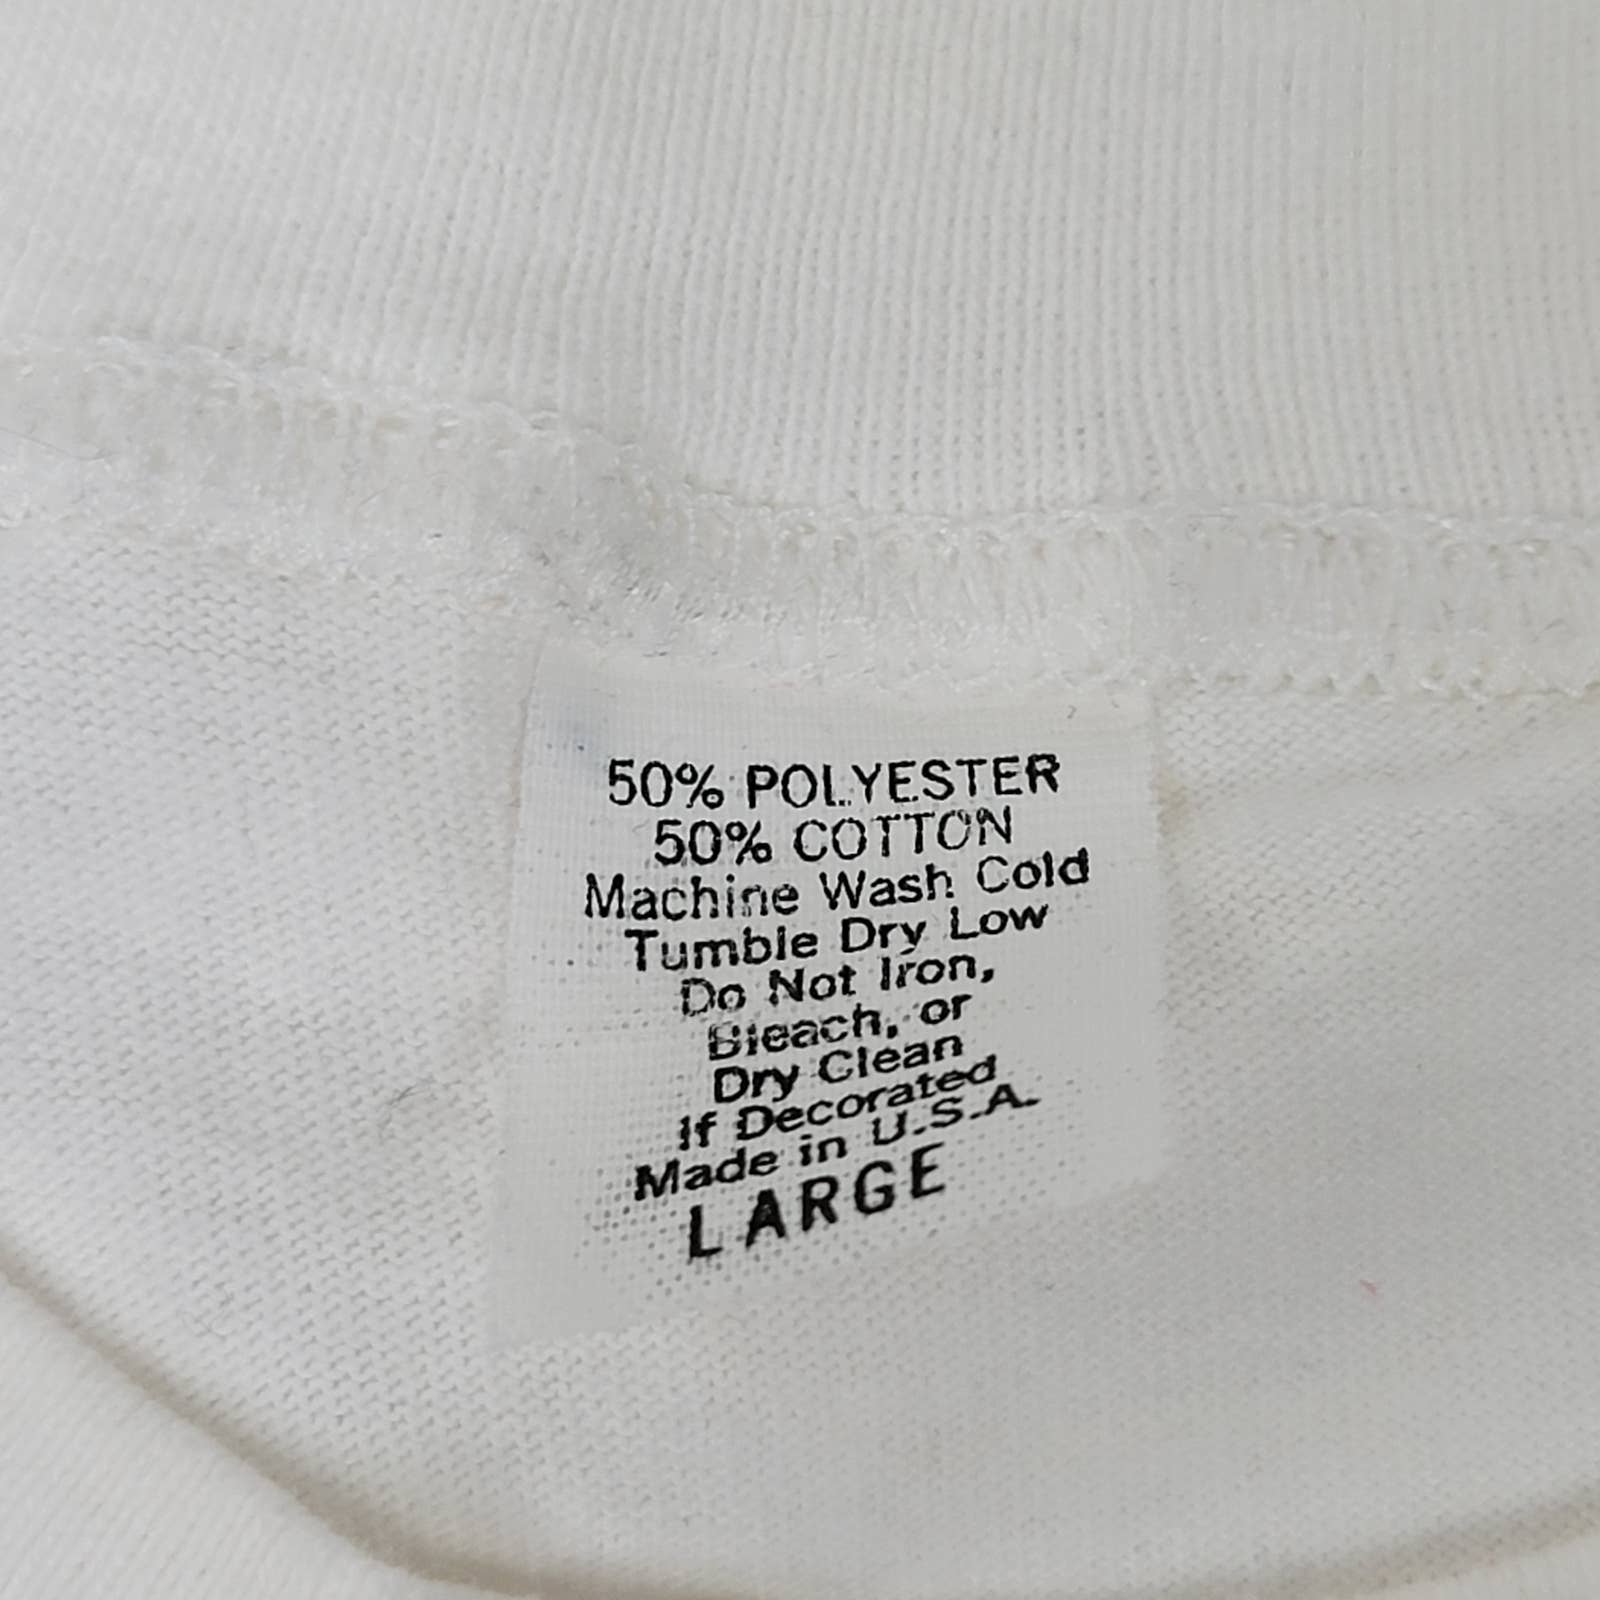 50% POLYESTER
50% COTTON
Machine Wash Cold
Tumble Dry Low
Do Not Iron,
Bleach, or
Dry Clean
If Decorated
Made in U.S.A.
LARGE